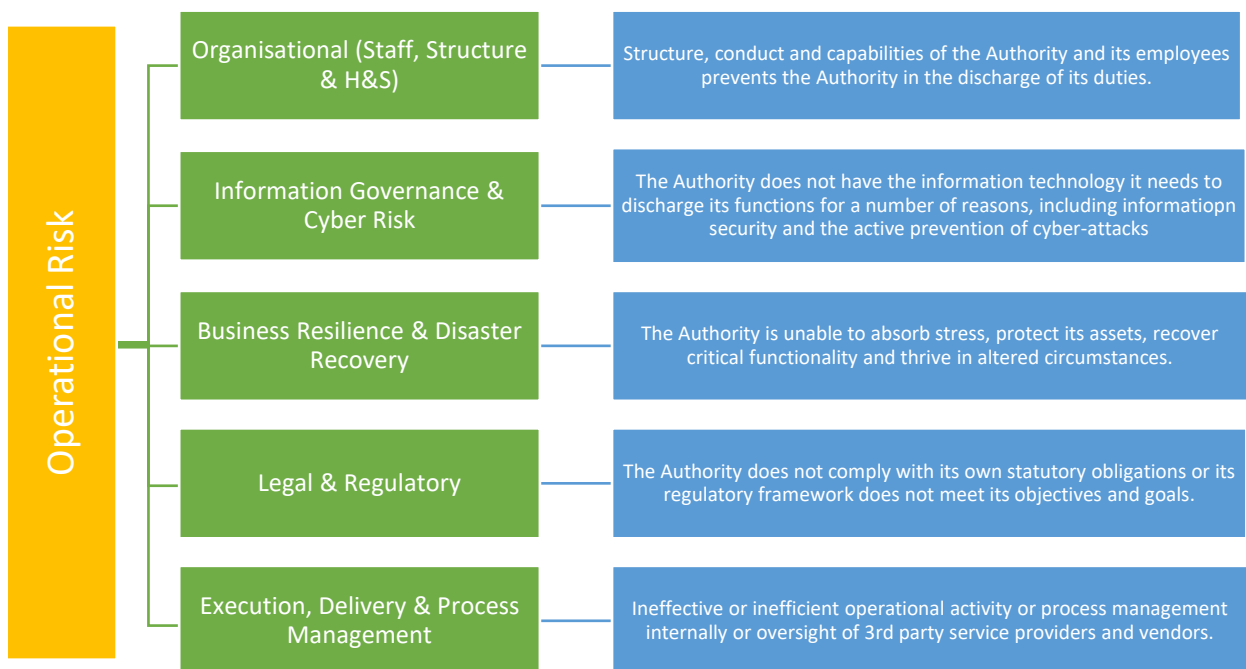 Operational Risk
Organisational (Staff, Structure
& H&S)
Structure, conduct and capabilities of the Authority and its employees
prevents the Authority in the discharge of its duties.
Information Governance &
Cyber Risk
The Authority does not have the information technology it needs to
discharge its functions for a number of reasons, including informatiopn
security and the active prevention of cyber-attacks
Business Resilience & Disaster
Recovery
The Authority is unable to absorb stress, protect its assets, recover
critical functionality and thrive in altered circumstances.
Legal & Regulatory
The Authority does not comply with its own statutory obligations or its
regulatory framework does not meet its objectives and goals.
Execution, Delivery & Process
Management
Ineffective or inefficient operational activity or process management
internally or oversight of 3rd party service providers and vendors.